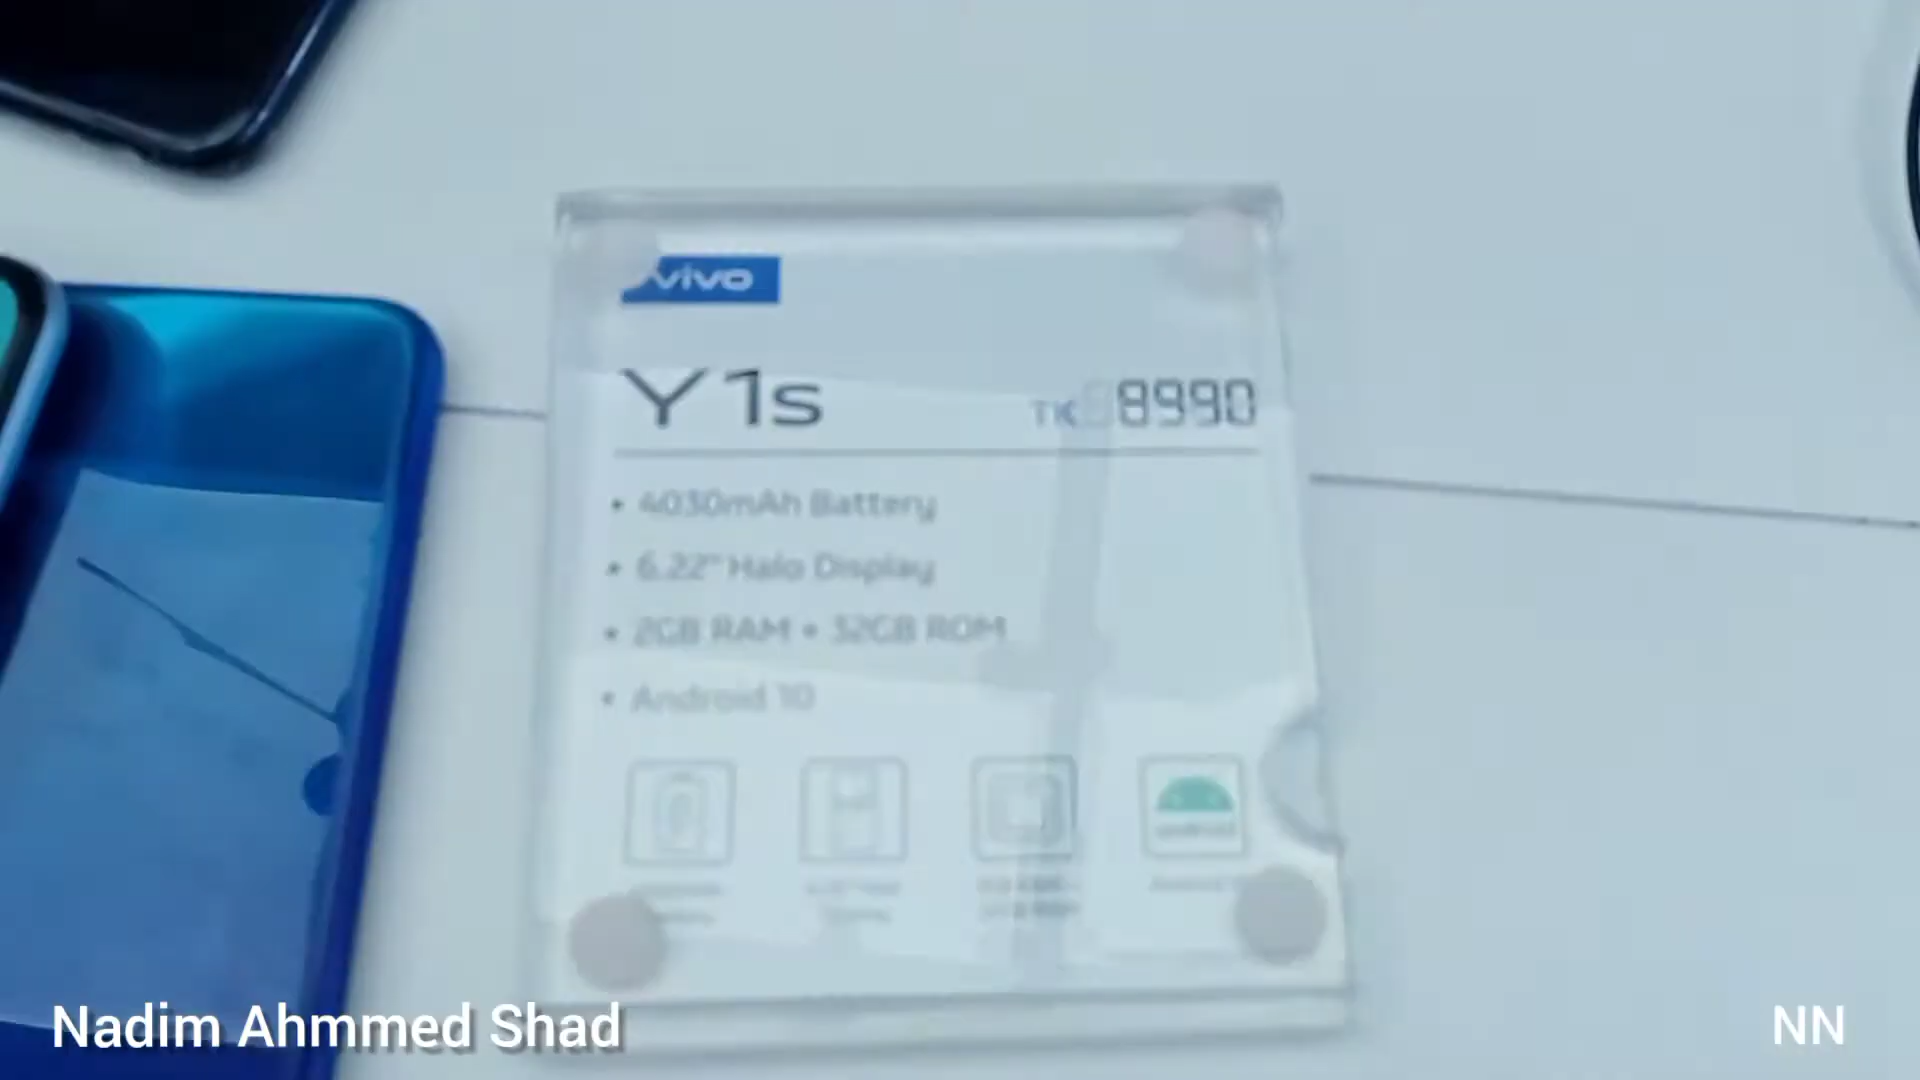 vivo
Y1s TK 8990
• 4030mAh Battery
• 6.22" Halo Display
• 2GB RAM + 32GB ROM
• Android 10
android
Nadim Ahmmed Shad
NN